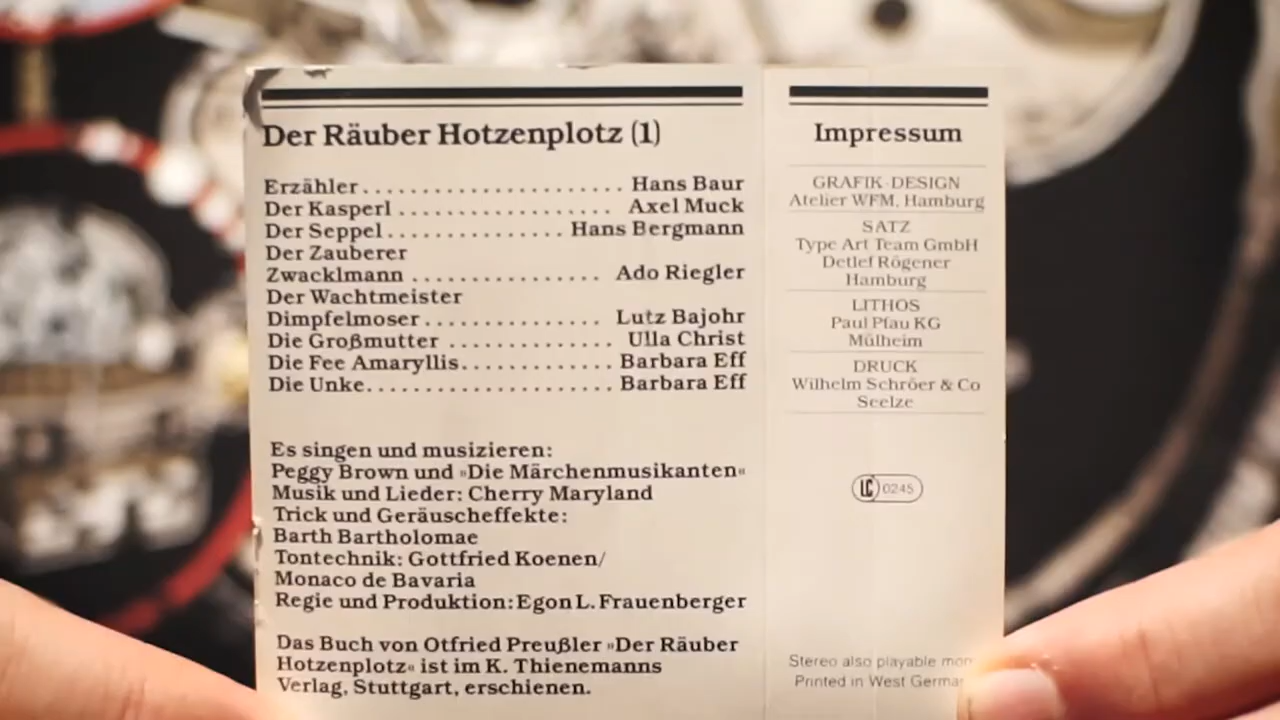 Der Räuber Hotzenplotz (1)
Erzähler......................... Hans Baur
Der Kasperl.................... Axel Muck
Der Seppel............... Hans Bergmann
Der Zauberer
Zwacklmann............... Ado Riegler
Der Wachtmeister
Dimpfelmoser.............. Lutz Bajohr
Die Großmutter............. Ulla Christ
Die Fee Amaryllis............. Barbara Eff
Die Unke....................... Barbara Eff
Es singen und musizieren:
Peggy Brown und »Die Märchenmusikanten«
Musik und Lieder: Cherry Maryland
Trick und Geräuscheffekte:
Barth Bartholomae
Tontechnik: Gottfried Koenen/
Monaco de Bavaria
Regie und Produktion: Egon L. Frauenberger
Das Buch von Otfried Preußler »Der Räuber
Hotzenplotz« ist im K. Thienemanns
Verlag, Stuttgart, erschienen.
Impressum
GRAFIK-DESIGN
Atelier WFM, Hamburg
SATZ
Type Art Team GmbH
Detlef Rögener
Hamburg
LITHOS
Paul Pfau KG
Mülheim
DRUCK
Wilhelm Schröer & Co
Seelze
LC 0245
Stereo also playable
Printed in West